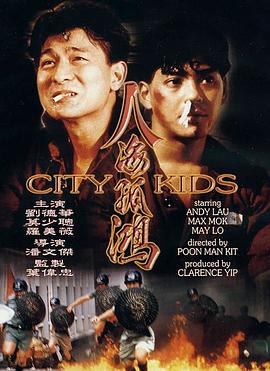 人海孤鴻
CITY KIDS
主演
劉德華
莫少聰
羅美薇
導演
潘文傑
監製
葉偉忠
starring
ANDY LAU
MAX MOK
MAY LO
directed by
POON MAN KIT
produced by
CLARENCE YIP